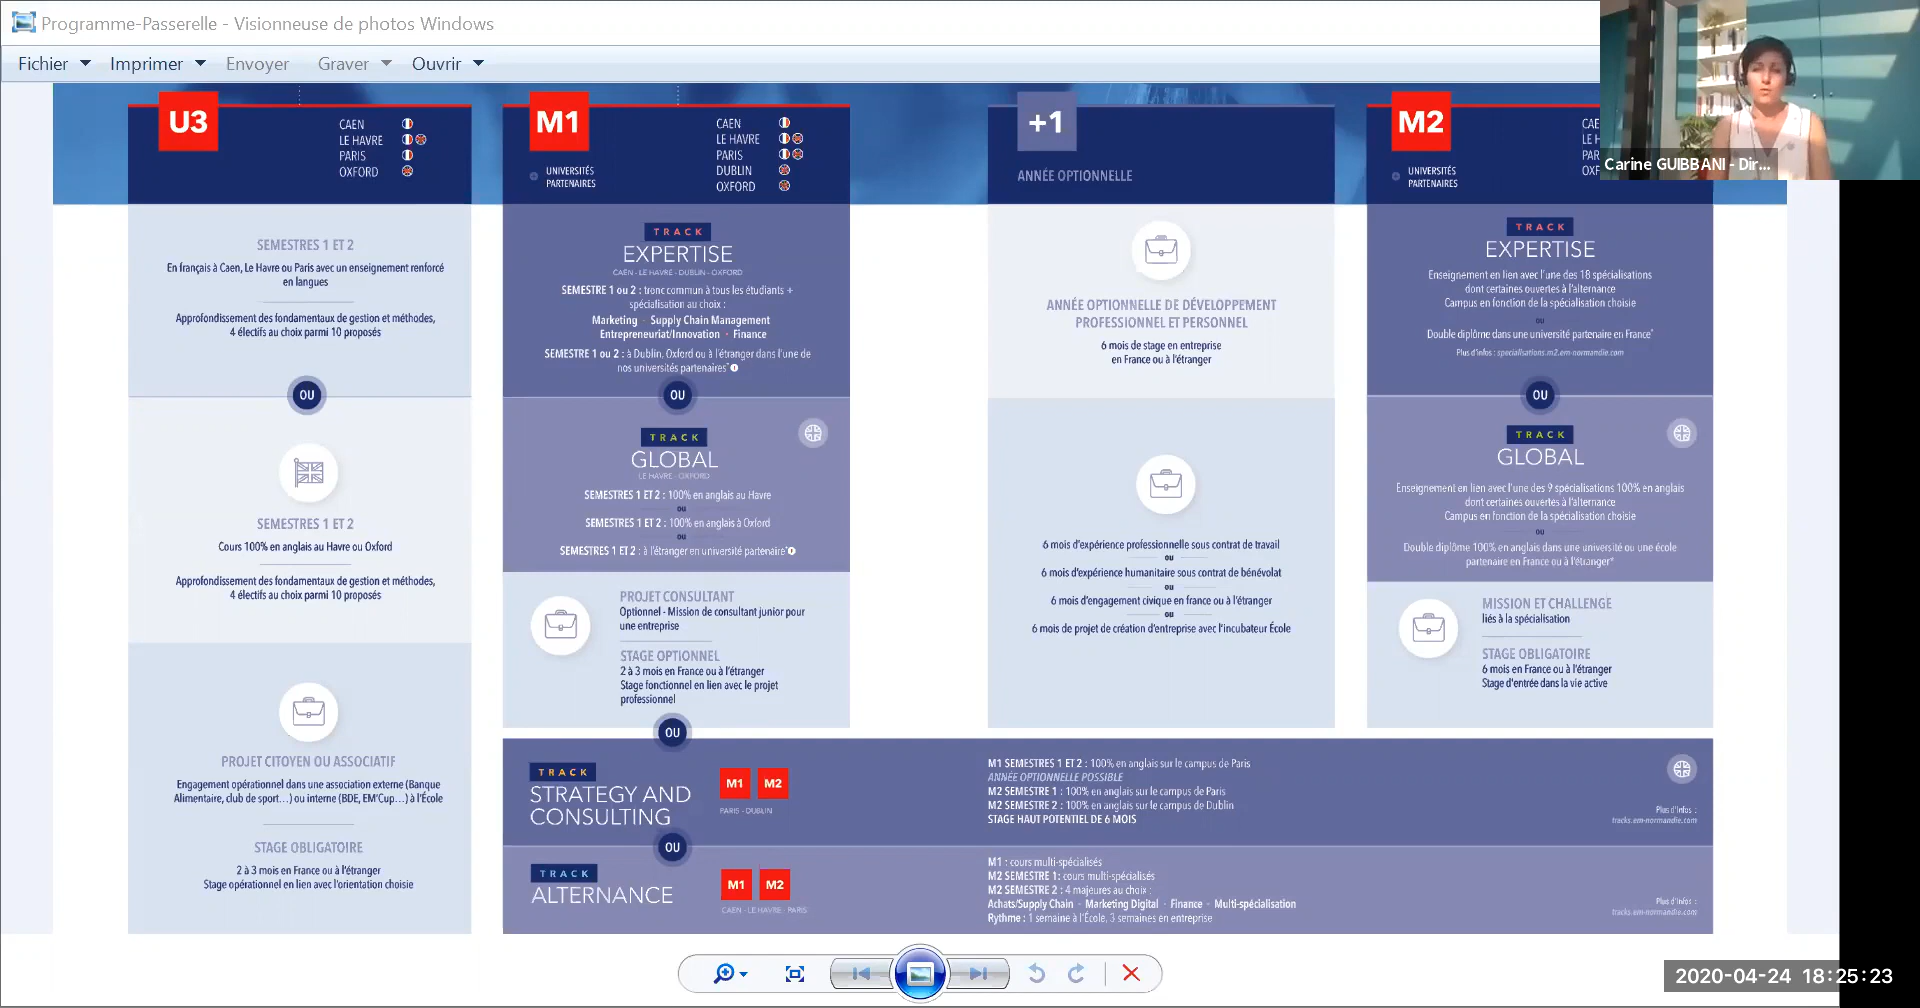 Programme-Passerelle - Visionneuse de photos Windows
Fichier
Imprimer
Envoyer
Graver
Ouvrir
Carine GUIBBANI - Dir...
U3
CAEN
LE HAVRE
PARIS
OXFORD
SEMESTRES 1 ET 2
En français à Caen, Le Havre ou Paris avec un enseignement renforcé
en langues
Approfondissement des fondamentaux de gestion et méthodes,
4 électifs au choix parmi 10 proposés
OU
SEMESTRES 1 ET 2
Cours 100% en anglais au Havre ou Oxford
Approfondissement des fondamentaux de gestion et méthodes,
4 électifs au choix parmi 10 proposés
PROJET CITOYEN OU ASSOCIATIF
Engagement opérationnel dans une association externe (Banque
Alimentaire, club de sport...) ou interne (BDE, EM'Cup...) à l'École
STAGE OBLIGATOIRE
2 à 3 mois en France ou à l'étranger
Stage opérationnel en lien avec l'orientation choisie
M1
UNIVERSITÉS
PARTENAIRES
CAEN
LE HAVRE
PARIS
DUBLIN
OXFORD
TRACK
EXPERTISE
CAEN - LE HAVRE - DUBLIN - OXFORD
SEMESTRE 1 ou 2 : tronc commun à tous les étudiants +
spécialisation au choix :
Marketing - Supply Chain Management
Entrepreneuriat/Innovation - Finance
SEMESTRE 1 ou 2 : à Dublin, Oxford ou à l'étranger dans l'une de
nos universités partenaires*
OU
TRACK
GLOBAL
LE HAVRE - OXFORD
SEMESTRES 1 ET 2 : 100% en anglais au Havre
ou
SEMESTRES 1 ET 2 : 100% en anglais à Oxford
ou
SEMESTRES 1 ET 2 : à l'étranger en université partenaire*
PROJET CONSULTANT
Optionnel - Mission de consultant junior pour
une entreprise
STAGE OPTIONNEL
2 à 3 mois en France ou à l'étranger
Stage fonctionnel en lien avec le projet
professionnel
OU
+1
ANNÉE OPTIONNELLE
ANNÉE OPTIONNELLE DE DÉVELOPPEMENT
PROFESSIONNEL ET PERSONNEL
6 mois de stage en entreprise
en France ou à l'étranger
6 mois d'expérience professionnelle sous contrat de travail
ou
6 mois d'expérience humanitaire sous contrat de bénévolat
ou
6 mois d'engagement civique en france ou à l'étranger
ou
6 mois de projet de création d'entreprise avec l'incubateur École
M2
UNIVERSITÉS
PARTENAIRES
CAE
LE H
PAR
OXF
TRACK
EXPERTISE
Enseignement en lien avec l'une des 18 spécialisations
dont certaines ouvertes à l'alternance
Campus en fonction de la spécialisation choisie
ou
Double diplôme dans une université partenaire en France*
Plus d'infos : specialisations.m2.em-normandie.com
OU
TRACK
GLOBAL
Enseignement en lien avec l'une des 9 spécialisations 100% en anglais
dont certaines ouvertes à l'alternance
Campus en fonction de la spécialisation choisie
ou
Double diplôme 100% en anglais dans une université ou une école
partenaire en France ou à l'étranger*
MISSION ET CHALLENGE
liés à la spécialisation
STAGE OBLIGATOIRE
6 mois en France ou à l'étranger
Stage d'entrée dans la vie active
TRACK
STRATEGY AND
CONSULTING
M1 M2
PARIS - DUBLIN
M1 SEMESTRES 1 ET 2 : 100% en anglais sur le campus de Paris
ANNÉE OPTIONNELLE POSSIBLE
M2 SEMESTRE 1 : 100% en anglais sur le campus de Paris
M2 SEMESTRE 2 : 100% en anglais sur le campus de Dublin
STAGE HAUT POTENTIEL DE 6 MOIS
Plus d'infos :
tracks.em-normandie.com
OU
TRACK
ALTERNANCE
M1 M2
CAEN - LE HAVRE - PARIS
M1 : cours multi-spécialisés
M2 SEMESTRE 1: cours multi-spécialisés
M2 SEMESTRE 2 : 4 majeures au choix :
Achats/Supply Chain - Marketing Digital - Finance - Multi-spécialisation
Rythme : 1 semaine à l'École, 3 semaines en entreprise
Plus d'infos :
tracks.em-normandie.com
2020-04-24 18:25:23